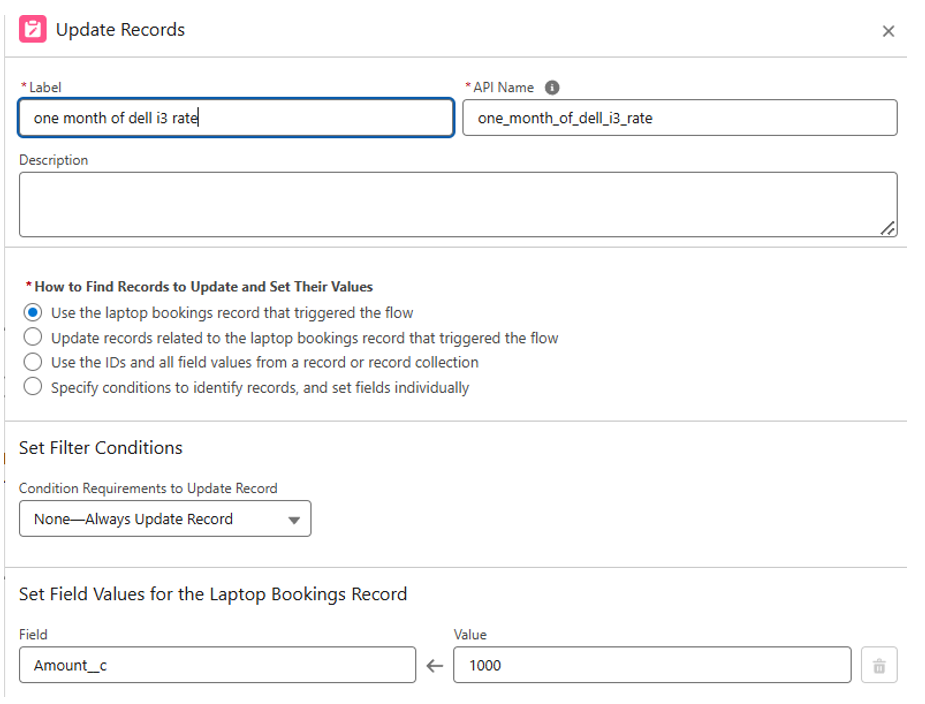 Update Records
* Label
* API Name
one month of dell i3 rate
one_month_of_dell_i3_rate
Description
* How to Find Records to Update and Set Their Values
Use the laptop bookings record that triggered the flow
Update records related to the laptop bookings record that triggered the flow
Use the IDs and all field values from a record or record collection
Specify conditions to identify records, and set fields individually
Set Filter Conditions
Condition Requirements to Update Record
None—Always Update Record
Set Field Values for the Laptop Bookings Record
Field
Value
Amount__c
1000